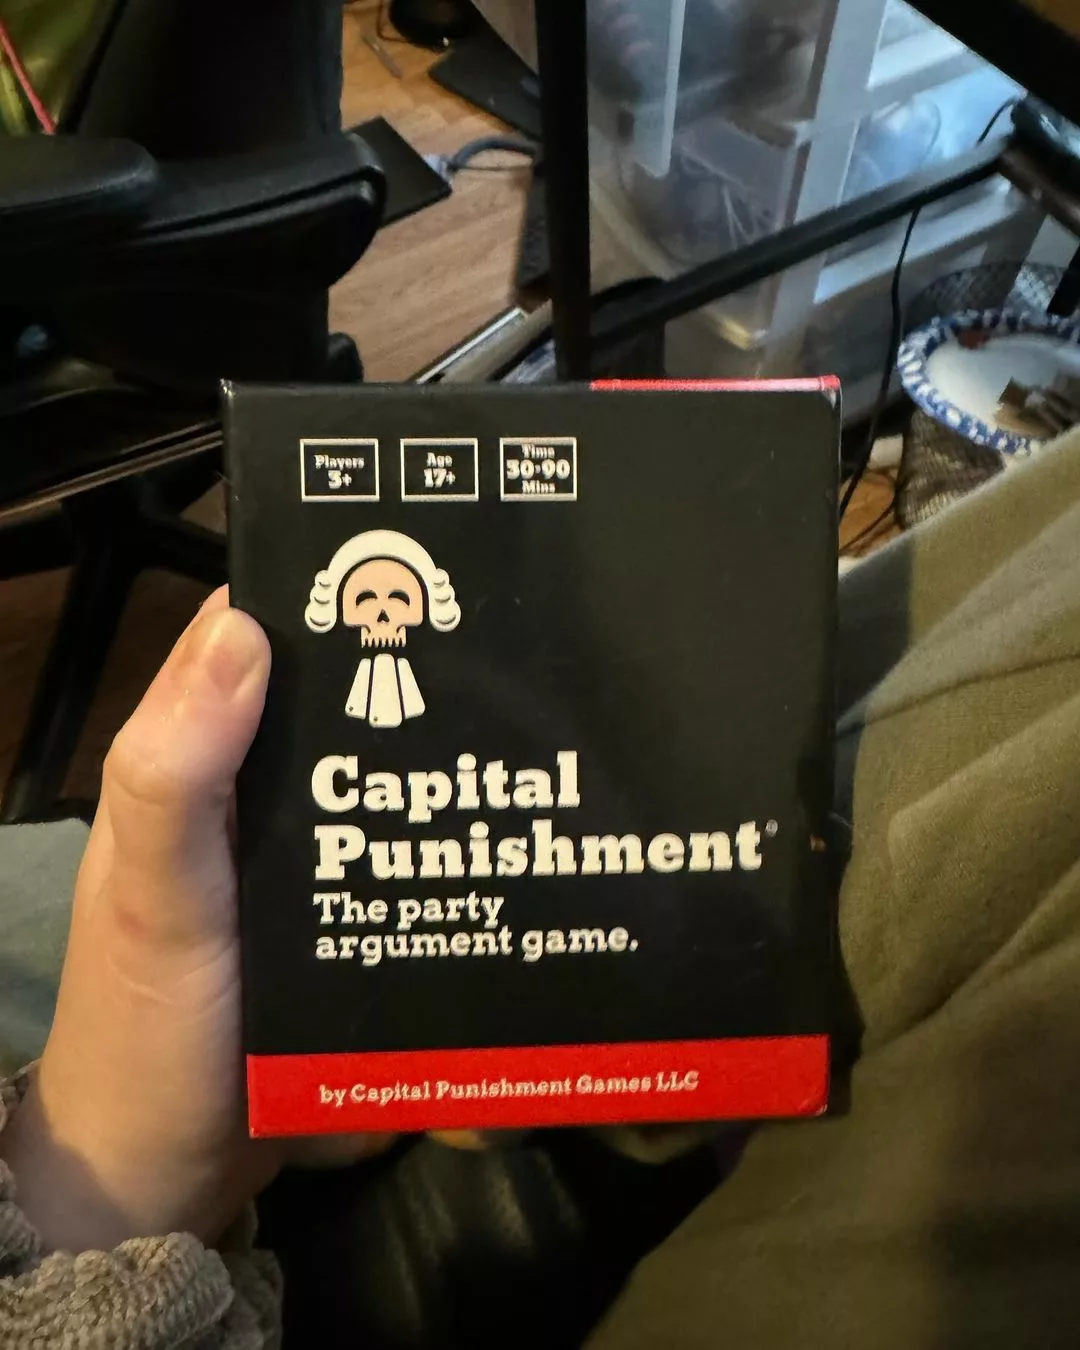 Players
3+
Age
17+
Time
30-90
Mins
Capital
Punishment®
The party
argument game.
by Capital Punishment Games LLC